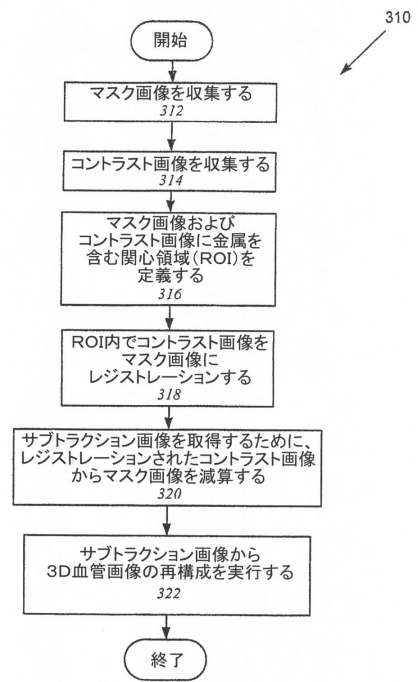 310
開始
マスク画像を収集する
312
コントラスト画像を収集する
314
マスク画像および
コントラスト画像に金属を
含む関心領域（ROI）を
定義する
316
ROI内でコントラスト画像を
マスク画像に
レジストレーションする
318
サブトラクション画像を取得するために、
レジストレーションされたコントラスト画像
からマスク画像を減算する
320
サブトラクション画像から
3D血管画像の再構成を実行する
322
終了